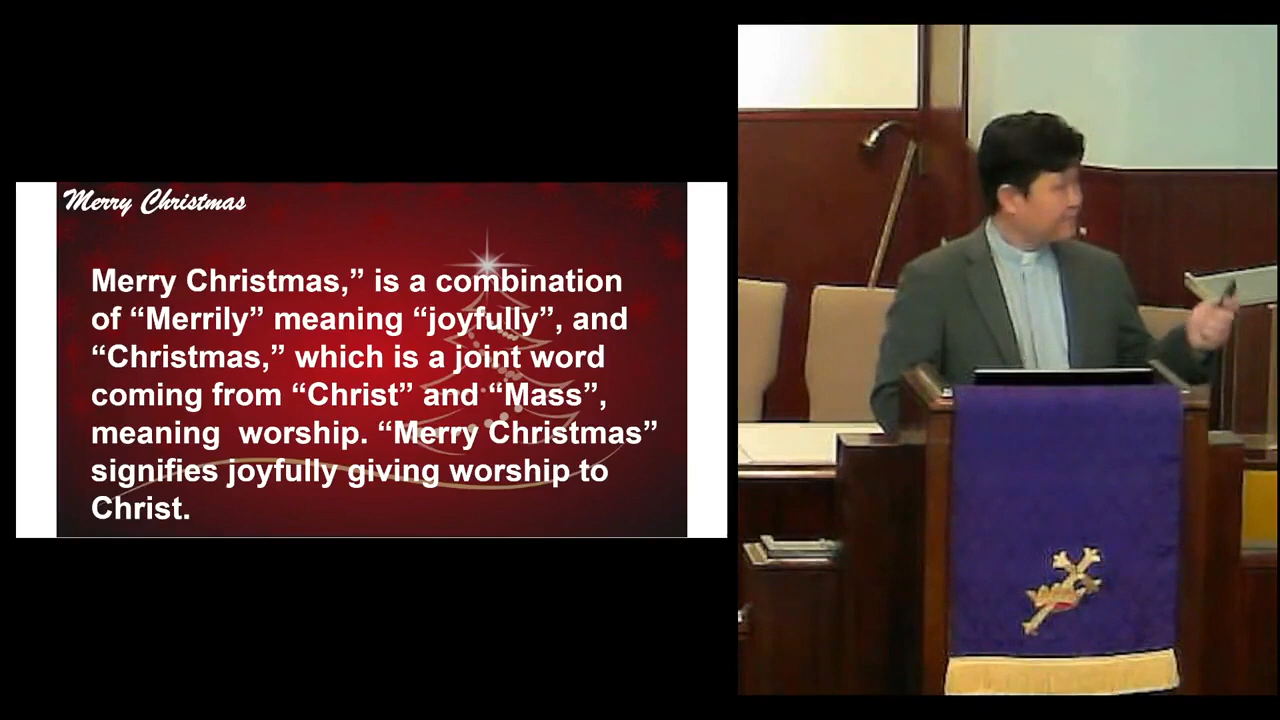 Merry Christmas
Merry Christmas,” is a combination
of “Merrily” meaning “joyfully”, and
“Christmas,” which is a joint word
coming from “Christ” and “Mass”,
meaning  worship. “Merry Christmas”
signifies joyfully giving worship to
Christ.